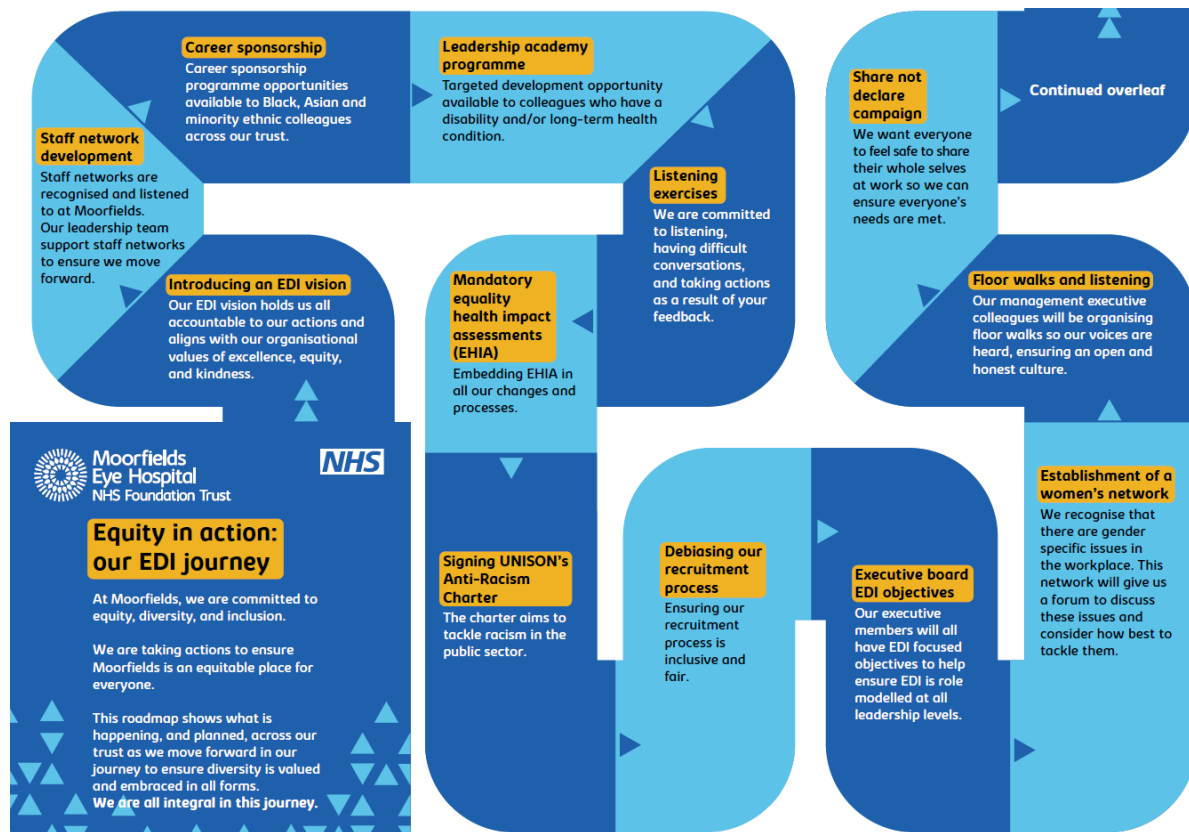 Moorfields
Eye Hospital
NHS Foundation Trust
NHS
Equity in action:
our EDI journey
At Moorfields, we are committed to
equity, diversity, and inclusion.
We are taking actions to ensure
Moorfields is an equitable place for
everyone.
This roadmap shows what is
happening, and planned, across our
trust as we move forward in our
journey to ensure diversity is valued
and embraced in all forms.
We are all integral in this journey.
Introducing an EDI vision
Our EDI vision holds us all
accountable to our actions and
aligns with our organisational
values of excellence, equity,
and kindness.
Staff network
development
Staff networks are
recognised and listened
to at Moorfields.
Our leadership team
support staff networks
to ensure we move
forward.
Career sponsorship
Career sponsorship
programme opportunities
available to Black, Asian and
minority ethnic colleagues
across our trust.
Leadership academy
programme
Targeted development opportunity
available to colleagues who have a
disability and/or long-term health
condition.
Listening
exercises
We are committed
to listening,
having difficult
conversations,
and taking actions
as a result of your
feedback.
Mandatory
equality
health impact
assessments
(EHIA)
Embedding EHIA in
all our changes and
processes.
Signing UNISON's
Anti-Racism
Charter
The charter aims to
tackle racism in the
public sector.
Debiasing our
recruitment
process
Ensuring our
recruitment
process is
inclusive and
fair.
Executive board
EDI objectives
Our executive
members will all
have EDI focused
objectives to help
ensure EDI is role
modelled at all
leadership levels.
Establishment of a
women's network
We recognise that
there are gender
specific issues in
the workplace. This
network will give us
a forum to discuss
these issues and
consider how best to
tackle them.
Floor walks and listening
Our management executive
colleagues will be organising
floor walks so our voices are
heard, ensuring an open and
honest culture.
Share not
declare
campaign
We want everyone
to feel safe to share
their whole selves
at work so we can
ensure everyone's
needs are met.
Continued overleaf